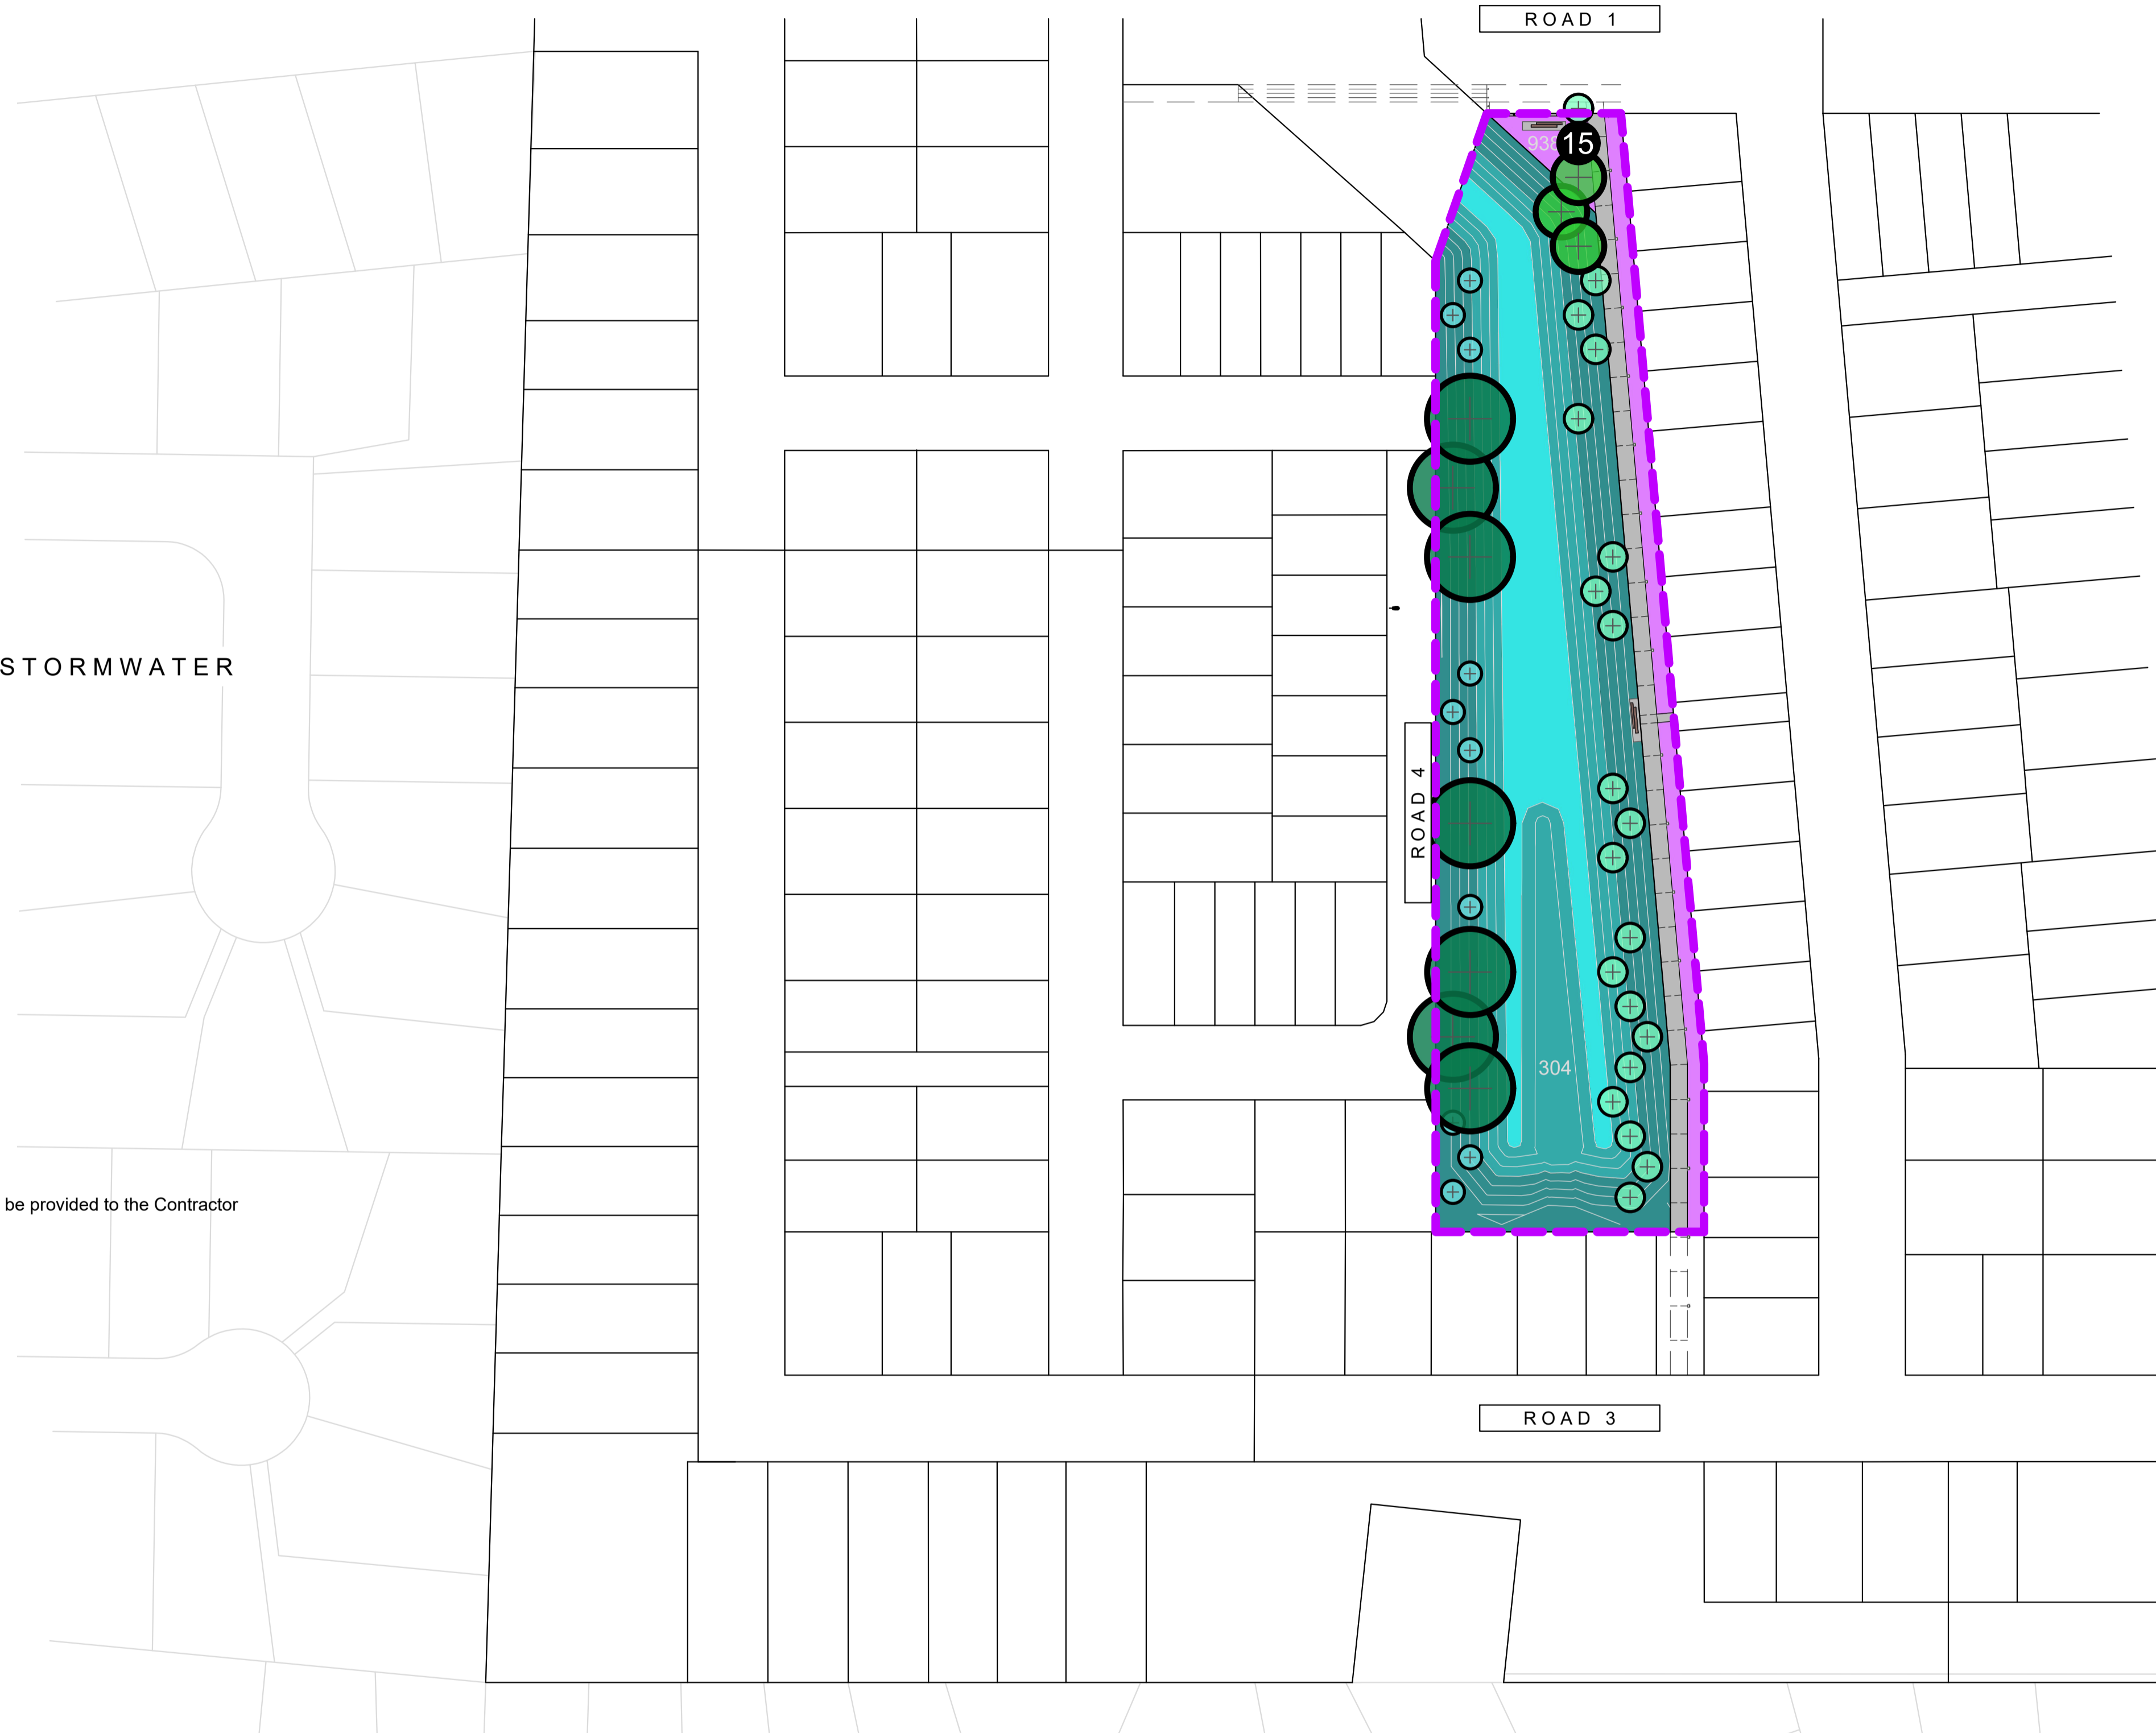 ROAD 1
15
STORMWATER
ROAD 4
304
be provided to the Contractor
ROAD 3